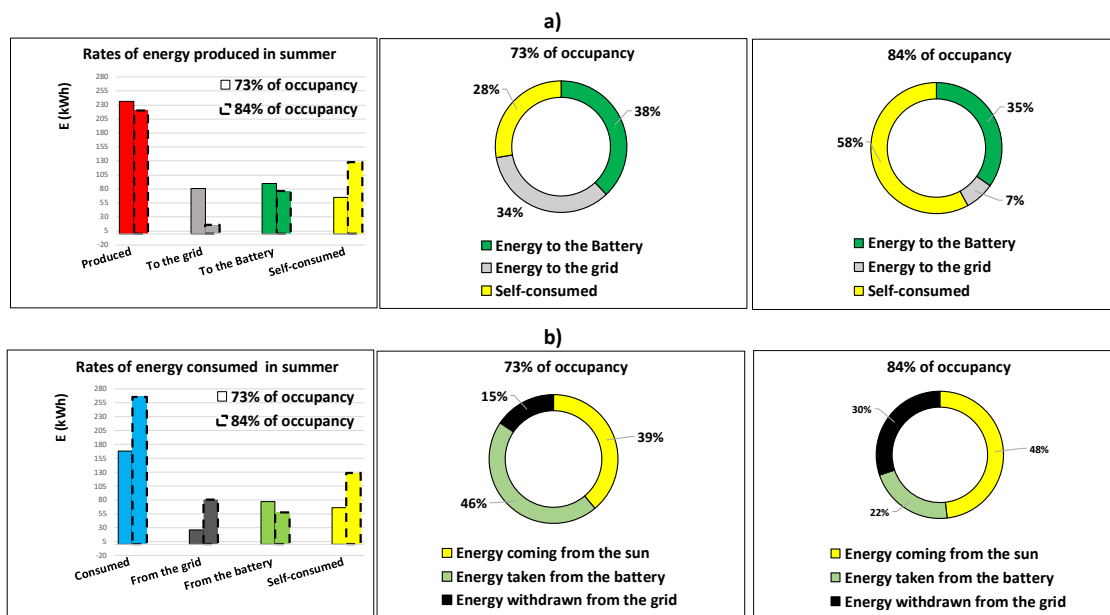 a)
Rates of energy produced in summer
E (kWh)
280
255
230
205
180
155
130
105
80
55
30
5
-20
73% of occupancy
84% of occupancy
Produced
To the grid
To the Battery
Self-consumed
73% of occupancy
28%
38%
34%
Energy to the Battery
Energy to the grid
Self-consumed
84% of occupancy
35%
58%
7%
Energy to the Battery
Energy to the grid
Self-consumed
b)
Rates of energy consumed in summer
E (kWh)
280
255
230
205
180
155
130
105
80
55
30
5
-20
73% of occupancy
84% of occupancy
Consumed
From the grid
From the battery
Self-consumed
73% of occupancy
15%
39%
46%
Energy coming from the sun
Energy taken from the battery
Energy withdrawn from the grid
84% of occupancy
30%
48%
22%
Energy coming from the sun
Energy taken from the battery
Energy withdrawn from the grid